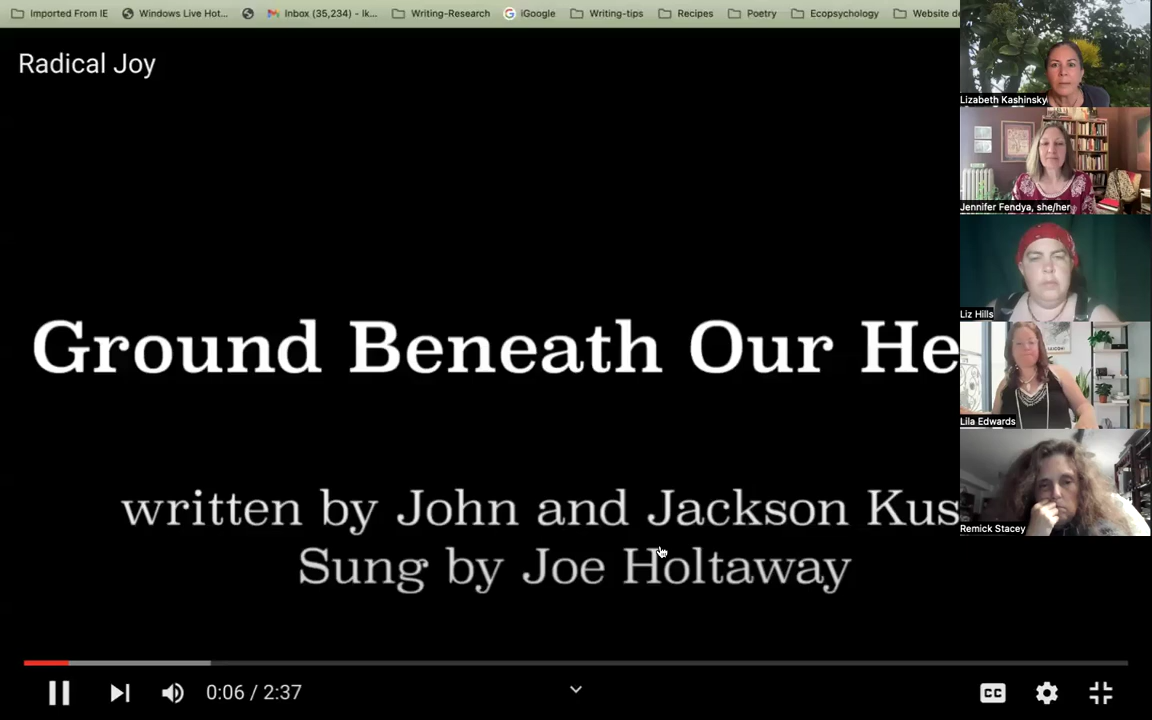 Imported From IE
Windows Live Hot...
Inbox (35,234) - lk...
Writing-Research
iGoogle
Writing-tips
Recipes
Poetry
Ecopsychology
Website de
Radical Joy
Ground Beneath Our He
written by John and Jackson Kus
Sung by Joe Holtaway
0:06 / 2:37
CC
Lizabeth Kashinsky
Jennifer Fendya, she/her
Liz Hills
Lila Edwards
Remick Stacey